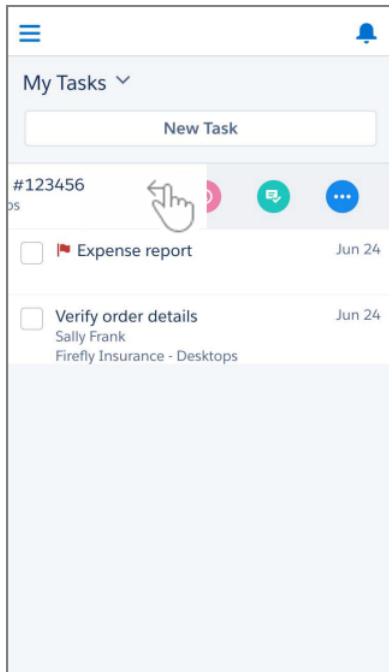 My Tasks
New Task
#123456
os
Expense report Jun 24
Verify order details Jun 24
Sally Frank
Firefly Insurance - Desktops